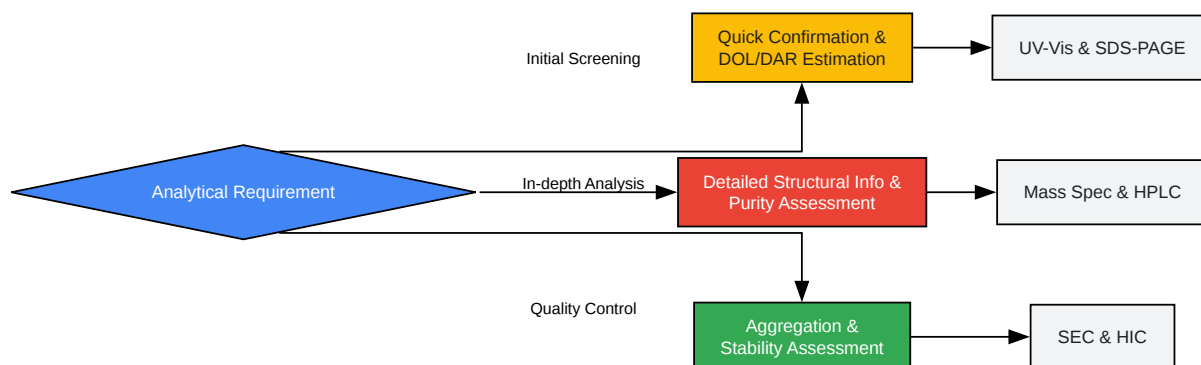 Initial Screening
Quick Confirmation &
DOL/DAR Estimation
UV-Vis & SDS-PAGE
Analytical Requirement
In-depth Analysis
Detailed Structural Info &
Purity Assessment
Mass Spec & HPLC
Quality Control
Aggregation &
Stability Assessment
SEC & HIC